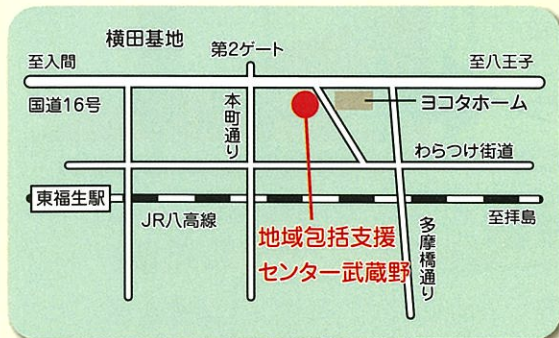 横田基地
第2ゲート
至入間
至八王子
国道16号
本町通り
ヨコタホーム
わらつけ街道
東福生駅
JR八高線
至拝島
地域包括支援
センター武蔵野
多摩橋通り